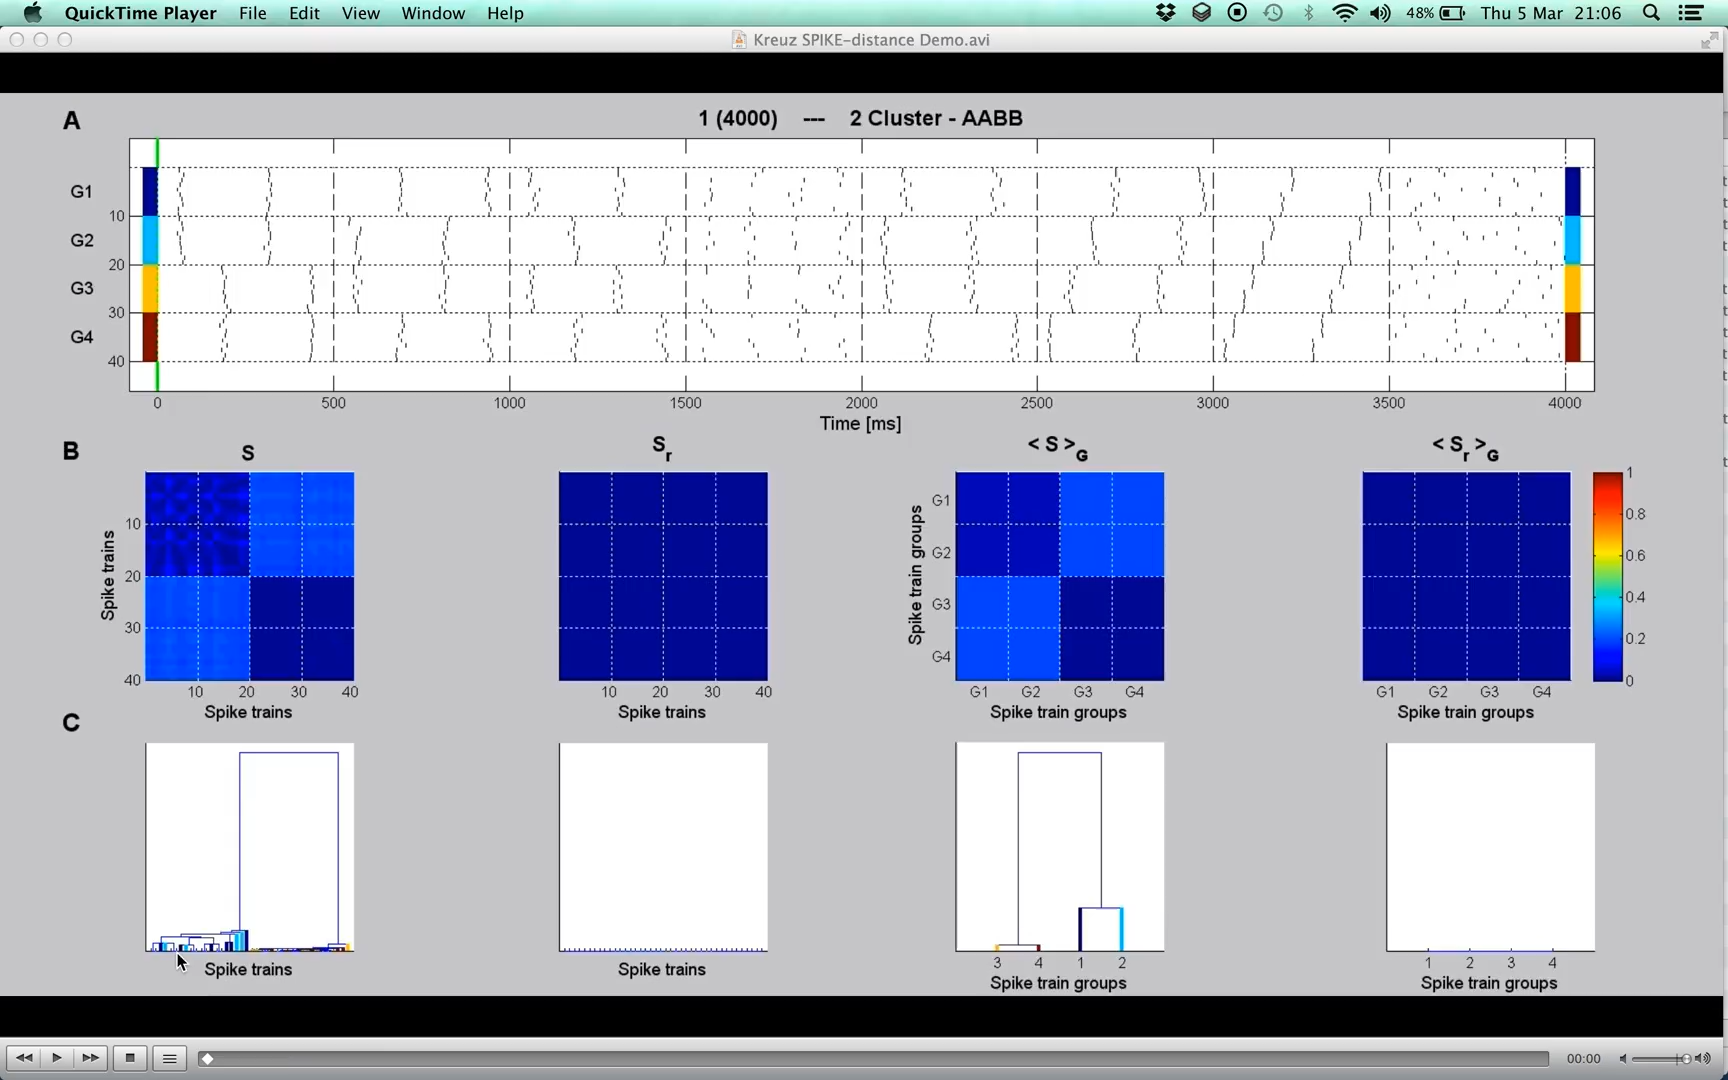 QuickTime Player File Edit View Window Help 48% Thu 5 Mar 21:06
Kreuz SPIKE-distance Demo.avi
A
1 (4000) --- 2 Cluster - AABB
G1
10
G2
20
G3
30
G4
40
0 500 1000 1500 2000 2500 3000 3500 4000
Time [ms]
B
S
S r
< S > G
< S r > G
Spike trains
10
20
30
40
10 20 30 40
Spike trains
10 20 30 40
Spike trains
Spike train groups
G1
G2
G3
G4
G1 G2 G3 G4
Spike train groups
G1 G2 G3 G4
Spike train groups
1
0.8
0.6
0.4
0.2
0
C
Spike trains
Spike trains
3 4 1 2
Spike train groups
1 2 3 4
Spike train groups
00:00